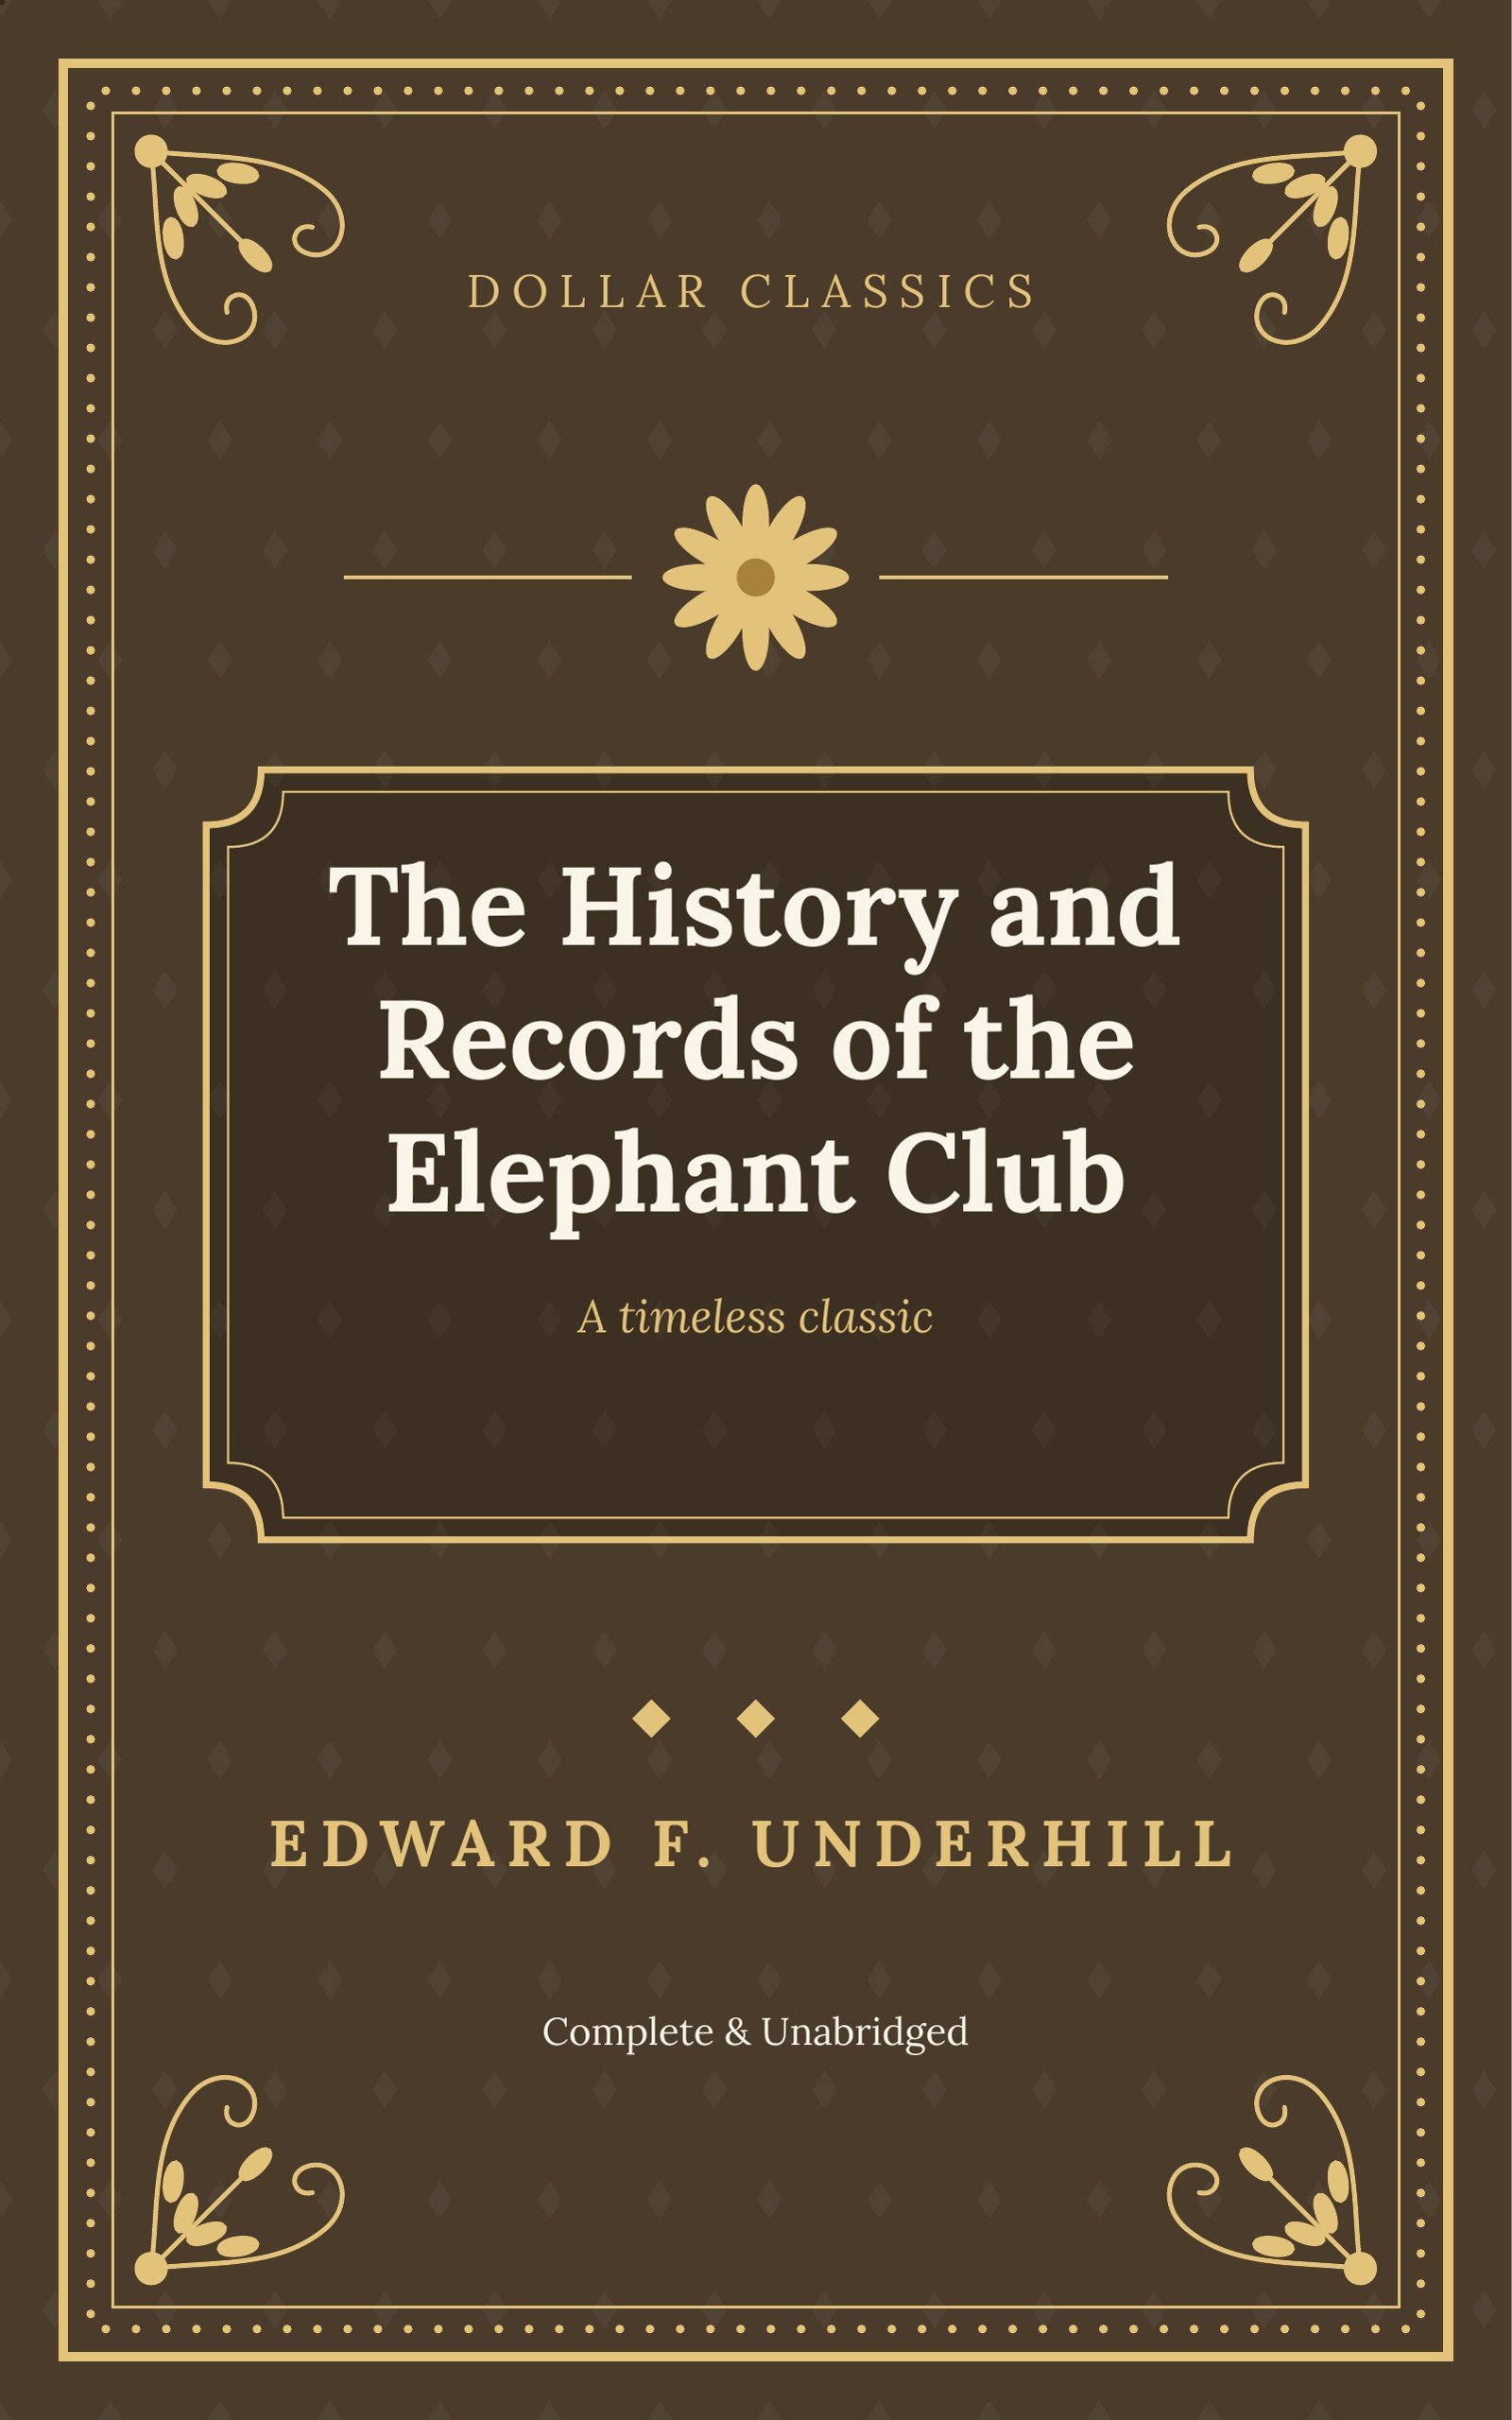 DOLLAR CLASSICS
The History and
Records of the
Elephant Club
A timeless classic
EDWARD F. UNDERHILL
Complete & Unabridged